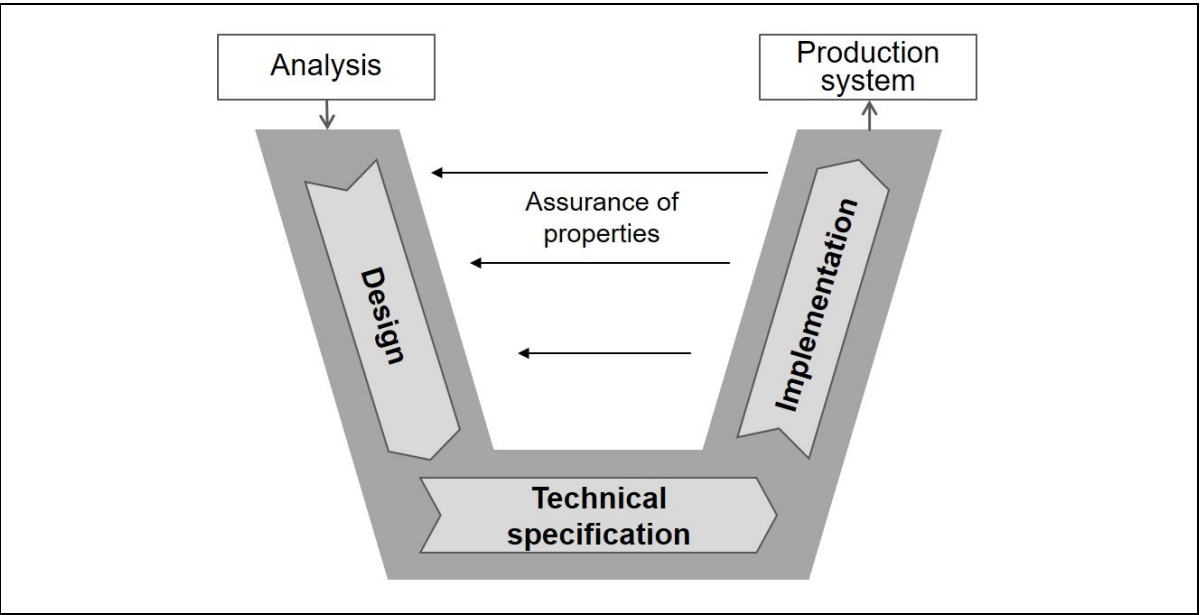 Analysis
Production
system
Assurance of
properties
Design
Implementation
Technical
specification